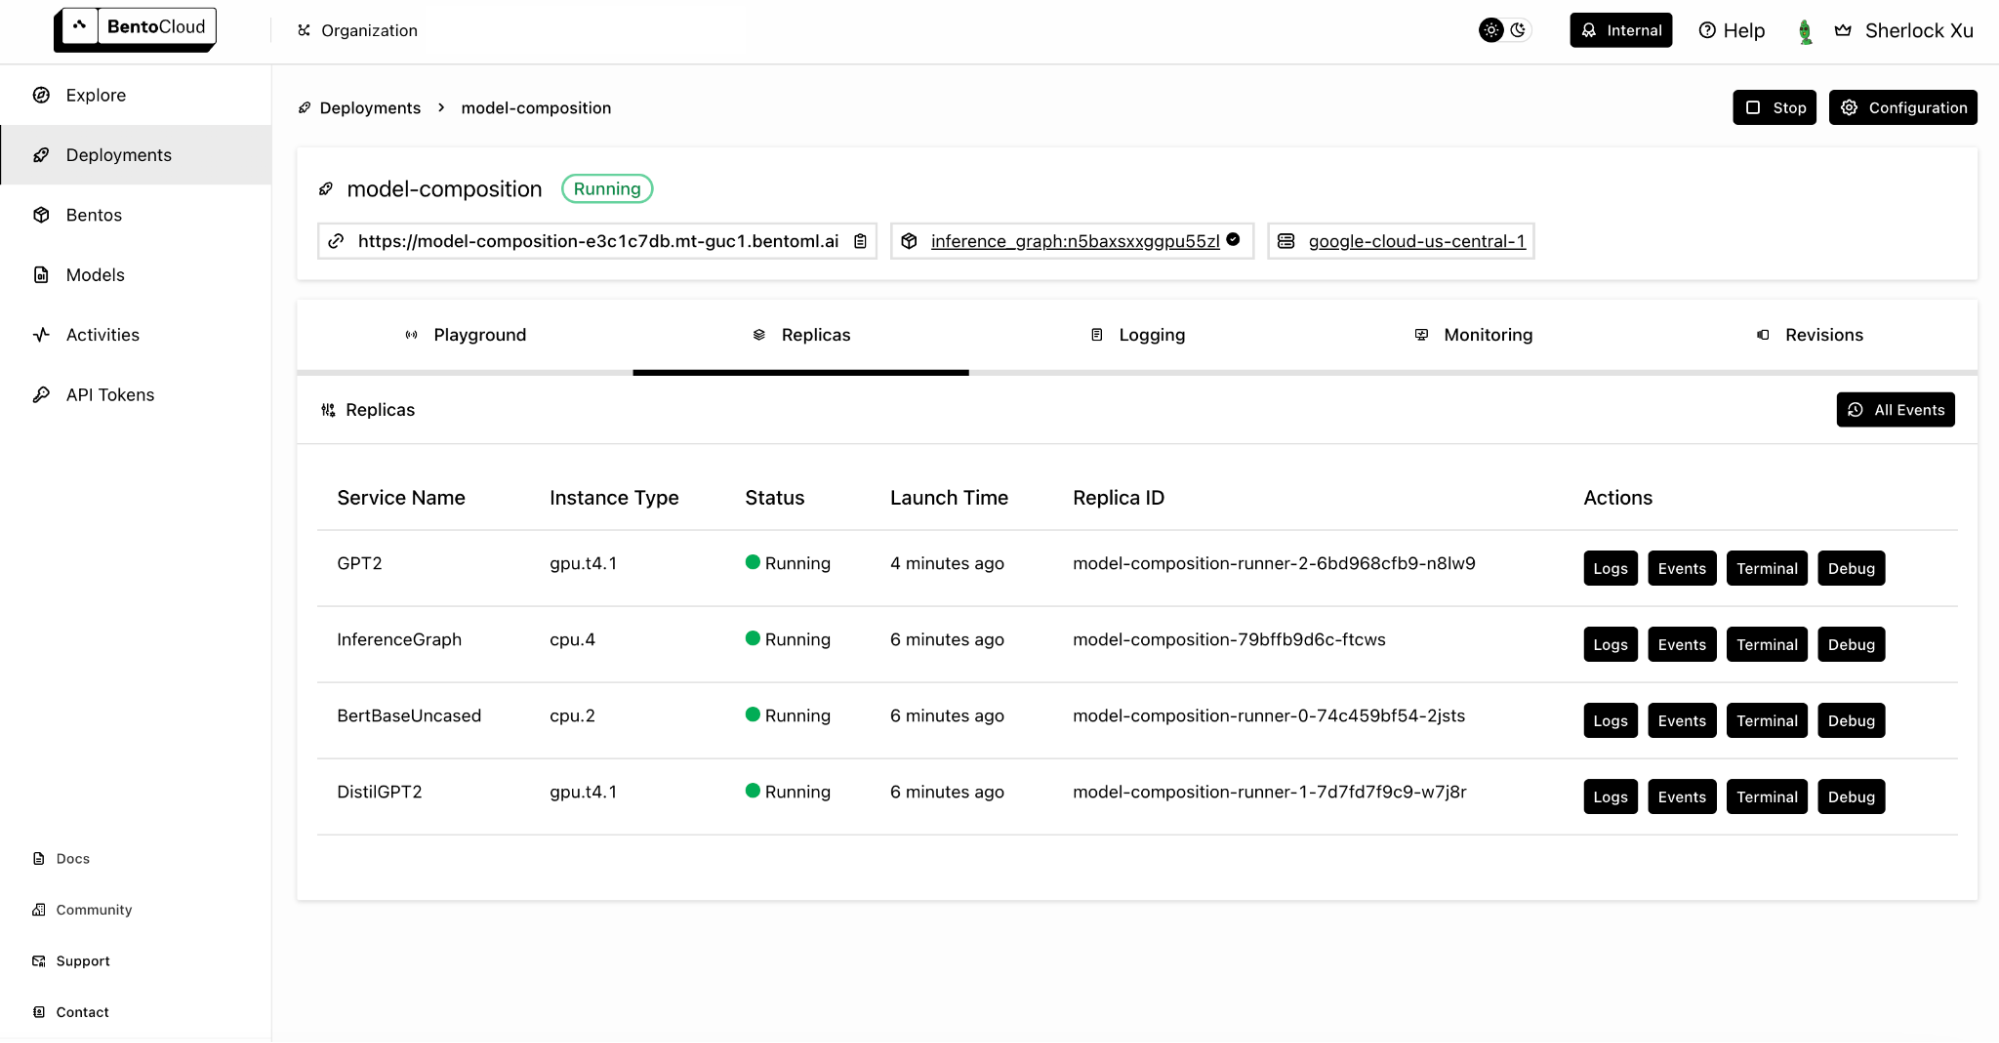 BentoCloud
Organization
Internal
Help
Sherlock Xu
Explore
Deployments
Bentos
Models
Activities
API Tokens
Docs
Community
Support
Contact
Deployments > model-composition
Stop
Configuration
model-composition Running
https://model-composition-e3c1c7db.mt-guc1.bentoml.ai
inference_graph:n5baxsxxggpu55zl
google-cloud-us-central-1
Playground
Replicas
Logging
Monitoring
Revisions
Replicas
All Events
Service Name Instance Type Status Launch Time Replica ID Actions
GPT2 gpu.t4.1 Running 4 minutes ago model-composition-runner-2-6bd968cfb9-n8lw9 Logs Events Terminal Debug
InferenceGraph cpu.4 Running 6 minutes ago model-composition-79bffb9d6c-ftcws Logs Events Terminal Debug
BertBaseUncased cpu.2 Running 6 minutes ago model-composition-runner-0-74c459bf54-2jsts Logs Events Terminal Debug
DistilGPT2 gpu.t4.1 Running 6 minutes ago model-composition-runner-1-7d7fd7f9c9-w7j8r Logs Events Terminal Debug